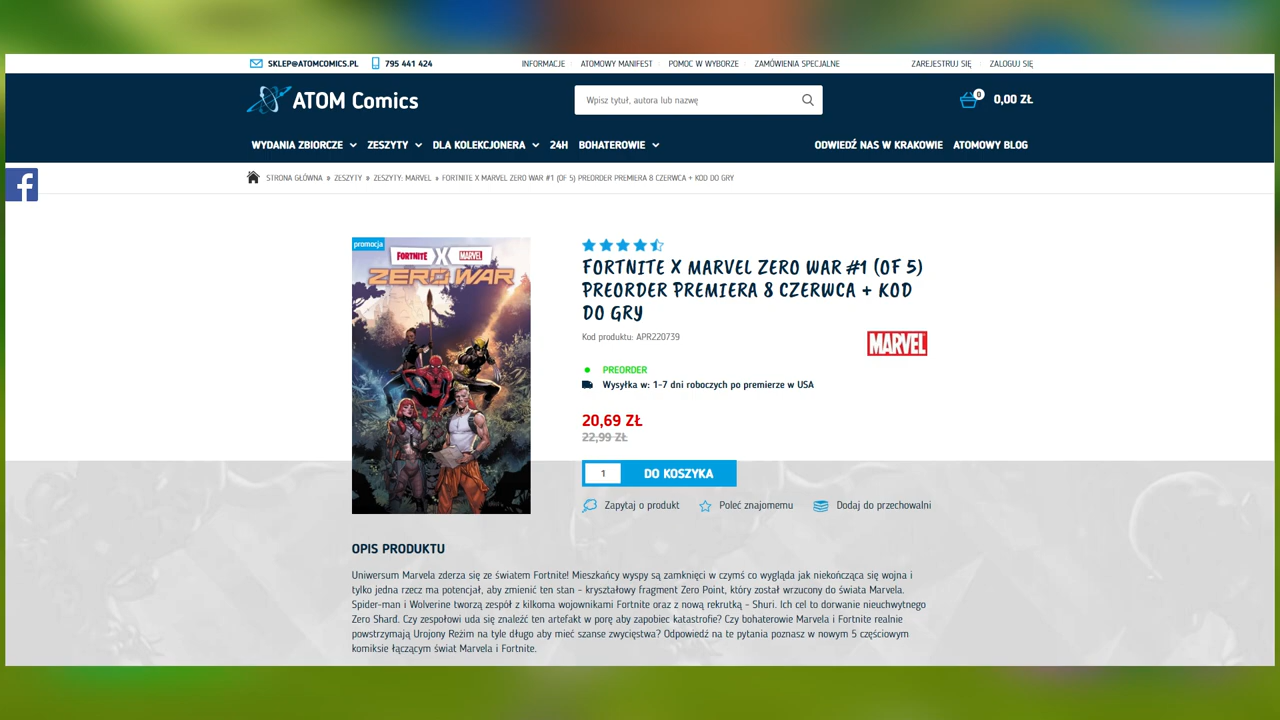 SKLEP@ATOMCOMICS.PL 795 441 424 INFORMACJE ATOMOWY MANIFEST POMOC W WYBORZE ZAMÓWIENIA SPECJALNE ZAREJESTRUJ SIĘ ZALOGUJ SIĘ
ATOM Comics Wpisz tytuł, autora lub nazwę 0 0,00 ZŁ
WYDANIA ZBIORCZE ZESZYTY DLA KOLEKCJONERA 24H BOHATEROWIE ODWIEDŹ NAS W KRAKOWIE ATOMOWY BLOG
STRONA GŁÓWNA » ZESZYTY » ZESZYTY: MARVEL » FORTNITE X MARVEL ZERO WAR #1 (OF 5) PREORDER PREMIERA 8 CZERWCA + KOD DO GRY
promocja
FORTNITE X MARVEL
ZERO WAR
FORTNITE X MARVEL ZERO WAR #1 (OF 5)
PREORDER PREMIERA 8 CZERWCA + KOD
DO GRY
Kod produktu: APR220739
MARVEL
PREORDER
Wysyłka w: 1-7 dni roboczych po premierze w USA
20,69 ZŁ
22,99 ZŁ
1 DO KOSZYKA
Zapytaj o produkt Poleć znajomemu Dodaj do przechowalni
OPIS PRODUKTU
Uniwersum Marvela zderza się ze światem Fortnite! Mieszkańcy wyspy są zamknięci w czymś co wygląda jak niekończąca się wojna i
tylko jedna rzecz ma potencjał, aby zmienić ten stan - kryształowy fragment Zero Point, który został wrzucony do świata Marvela.
Spider-man i Wolverine tworzą zespół z kilkoma wojownikami Fortnite oraz z nową rekrutką - Shuri. Ich cel to dorwanie nieuchwytnego
Zero Shard. Czy zespołowi uda się znaleźć ten artefakt w porę aby zapobiec katastrofie? Czy bohaterowie Marvela i Fortnite realnie
powstrzymają Urojony Reżim na tyle długo aby mieć szanse zwycięstwa? Odpowiedź na te pytania poznasz w nowym 5 częściowym
komiksie łączącym świat Marvela i Fortnite.